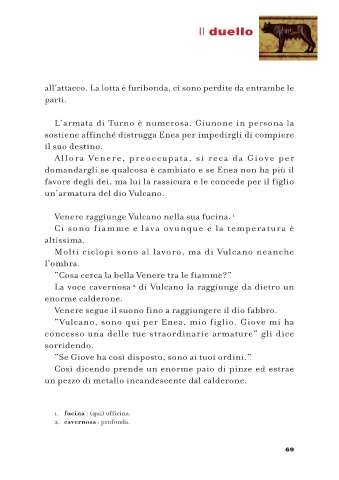 Il duello
all'attacco. La lotta è furibonda, ci sono perdite da entrambe le
parti.
L'armata di Turno è numerosa. Giunone in persona la
sostiene affinché distrugga Enea per impedirgli di compiere
il suo destino.
Allora Venere, preoccupata, si reca da Giove per
domandargli se qualcosa è cambiato e se Enea non ha più il
favore degli dei, ma lui la rassicura e le concede per il figlio
un'armatura del dio Vulcano.
Venere raggiunge Vulcano nella sua fucina. 1
Ci sono fiamme e lava ovunque e la temperatura è
altissima.
Molti ciclopi sono al lavoro, ma di Vulcano neanche
l'ombra.
"Cosa cerca la bella Venere tra le fiamme?"
La voce cavernosa 2 di Vulcano la raggiunge da dietro un
enorme calderone.
Venere segue il suono fino a raggiungere il dio fabbro.
"Vulcano, sono qui per Enea, mio figlio. Giove mi ha
concesso una delle tue straordinarie armature" gli dice
sorridendo.
"Se Giove ha così disposto, sono ai tuoi ordini."
Così dicendo prende un enorme paio di pinze ed estrae
un pezzo di metallo incandescente dal calderone.
1. fucina : (qui) officina.
2. cavernosa : profonda.
69